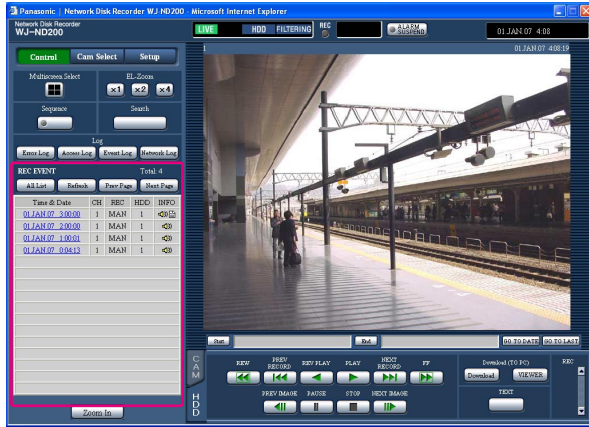 Panasonic | Network Disk Recorder WJ-ND200 - Microsoft Internet Explorer
Network Disk Recorder
WJ-ND200
LIVE HDD FILTERING REC ALARM SUSPEND 01.JAN.07 4:08
Control Cam Select Setup
1 01.JAN.07 4:08:19
Multiscreen Select EL-Zoom
x1 x2 x4
Sequence Search
Log
Error Log Access Log Event Log Network Log
REC EVENT Total: 4
All List Refresh Prev Page Next Page
Time & Date CH REC HDD INFO
01.JAN.07 3:00:00 1 MAN 1
01.JAN.07 2:00:00 1 MAN 1
01.JAN.07 1:00:01 1 MAN 1
01.JAN.07 0:04:13 1 MAN 1
Zoom In
Start End GO TO DATE GO TO LAST
CAM
HDD
REW PREV RECORD REV PLAY PLAY NEXT RECORD FF
PREV IMAGE PAUSE STOP NEXT IMAGE
Download (TO PC)
Download VIEWER
TEXT
REC